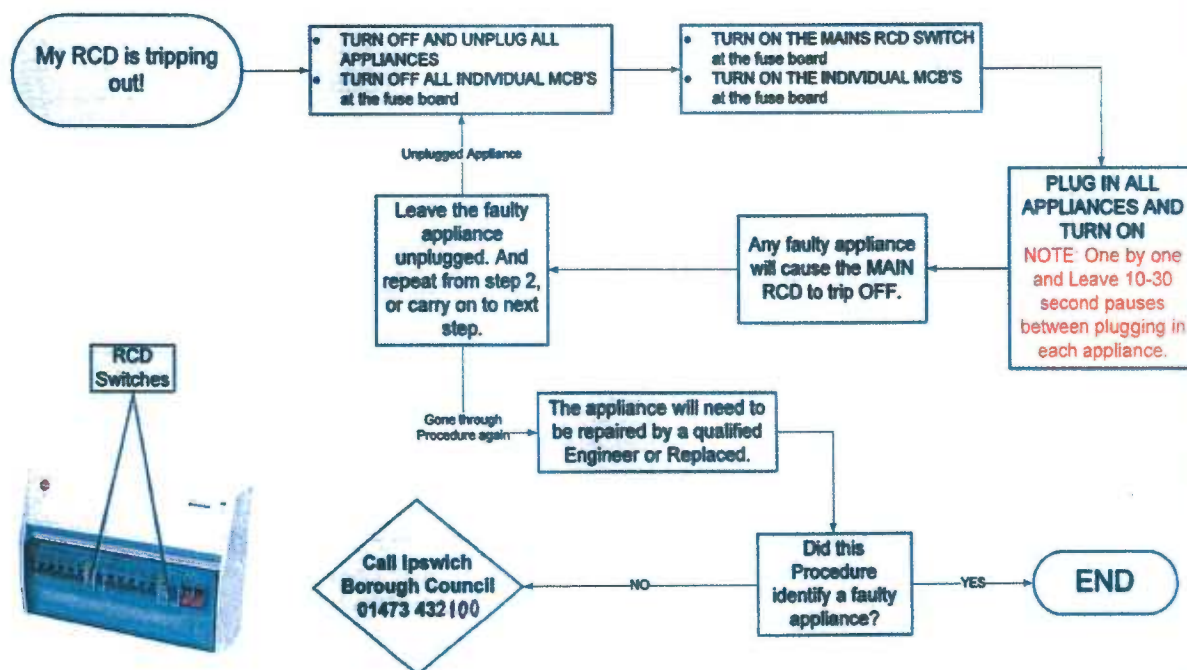 My RCD is tripping
out!
• TURN OFF AND UNPLUG ALL
APPLIANCES
• TURN OFF ALL INDIVIDUAL MCB'S
at the fuse board
• TURN ON THE MAINS RCD SWITCH
at the fuse board
• TURN ON THE INDIVIDUAL MCB'S
at the fuse board
PLUG IN ALL
APPLIANCES AND
TURN ON
NOTE: One by one
and Leave 10-30
second pauses
between plugging in
each appliance.
Any faulty appliance
will cause the MAIN
RCD to trip OFF.
Unplugged Appliance
Leave the faulty
appliance
unplugged. And
repeat from step 2,
or carry on to next
step.
Gone through
Procedure again
The appliance will need to
be repaired by a qualified
Engineer or Replaced.
Did this
Procedure
identify a faulty
appliance?
YES
END
NO
Call Ipswich
Borough Council
01473 432100
RCD
Switches